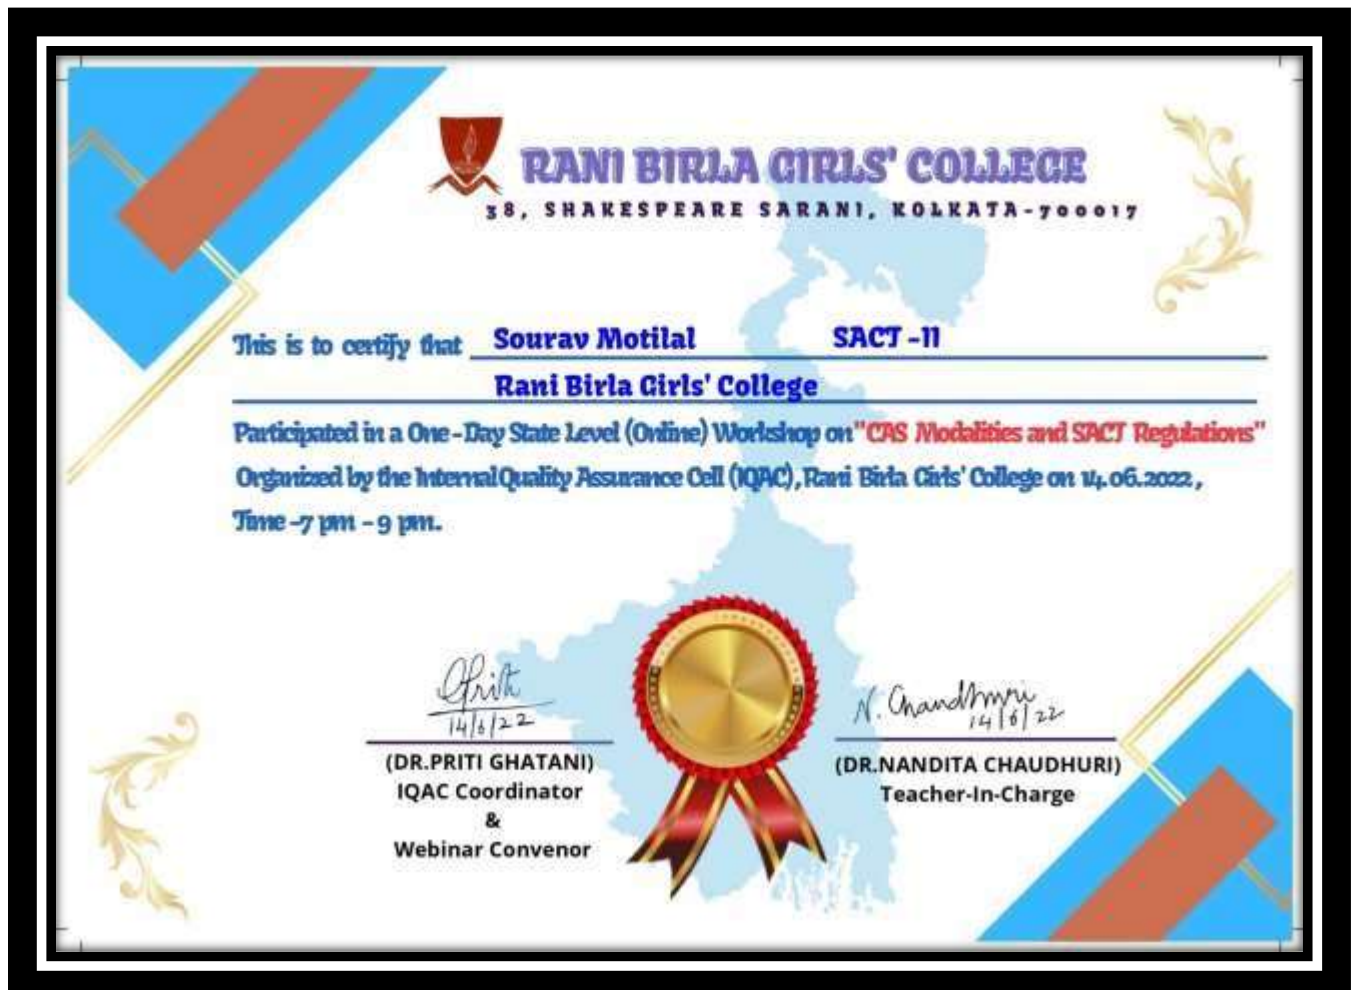 RANI BIRLA GIRLS' COLLEGE
38, SHAKESPEARE SARANI, KOLKATA-700017
This is to certify that Sourav Motilal SACT -II
Rani Birla Girls' College
Participated in a One-Day State Level (Online) Workshop on "CAS Modalities and SACT Regulations"
Organized by the Internal Quality Assurance Cell (IQAC), Rani Birla Girls' College on 14.06.2022,
Time -7 pm - 9 pm.
14/6/22
(DR.PRITI GHATANI)
IQAC Coordinator
&
Webinar Convenor
N. Chaudhuri
14/6/22
(DR.NANDITA CHAUDHURI)
Teacher-In-Charge